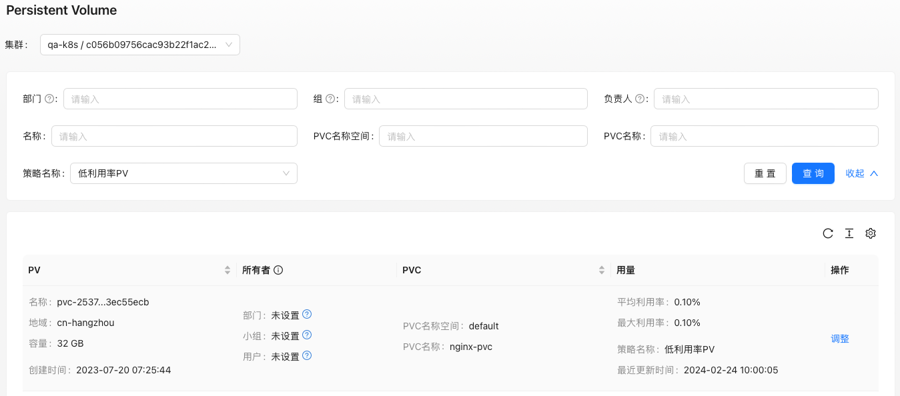 Persistent Volume
集群： qa-k8s / c056b09756cac93b22f1ac2...
部门 : 请输入 组 : 请输入 负责人 : 请输入
名称: 请输入 PVC名称空间: 请输入 PVC名称: 请输入
策略名称: 低利用率PV 重置 查询 收起
PV 所有者 PVC 用量 操作
名称： pvc-2537...3ec55ecb
地域： cn-hangzhou
容量： 32 GB
创建时间： 2023-07-20 07:25:44
部门： 未设置
小组： 未设置
用户： 未设置
PVC名称空间： default
PVC名称： nginx-pvc
平均利用率： 0.10%
最大利用率： 0.10%
策略名称： 低利用率PV
最近更新时间： 2024-02-24 10:00:05
调整